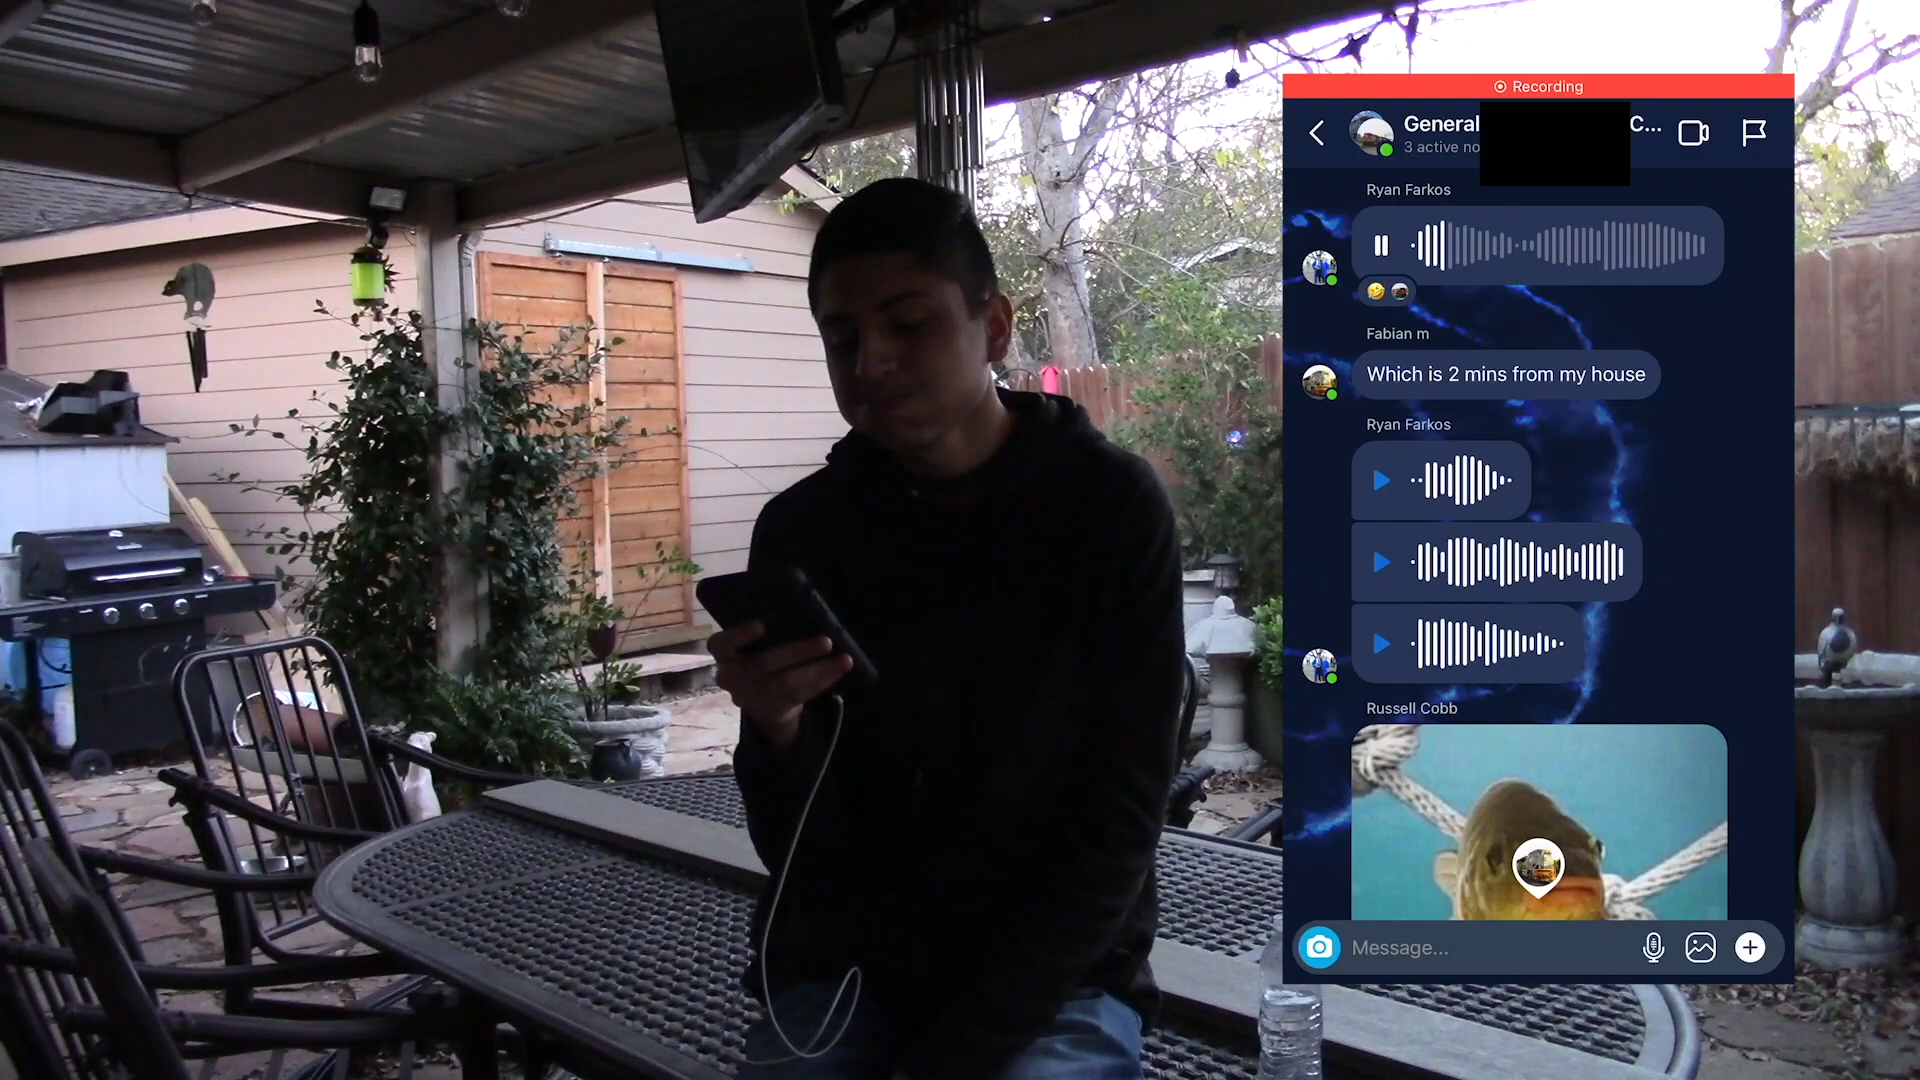 Recording
General
C...
3 active no
Ryan Farkos
Fabian m
Which is 2 mins from my house
Ryan Farkos
Russell Cobb
Message...